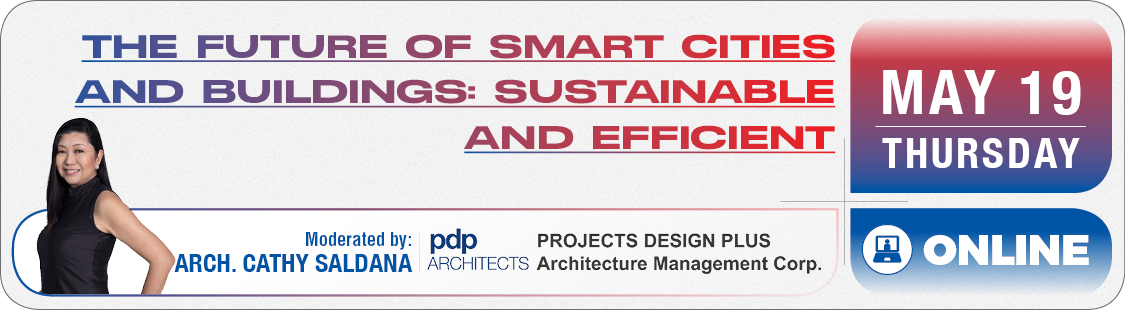 THE FUTURE OF SMART CITIES
AND BUILDINGS: SUSTAINABLE
AND EFFICIENT
MAY 19
THURSDAY
Moderated by:
ARCH. CATHY SALDANA
pdp
ARCHITECTS
PROJECTS DESIGN PLUS
Architecture Management Corp.
ONLINE